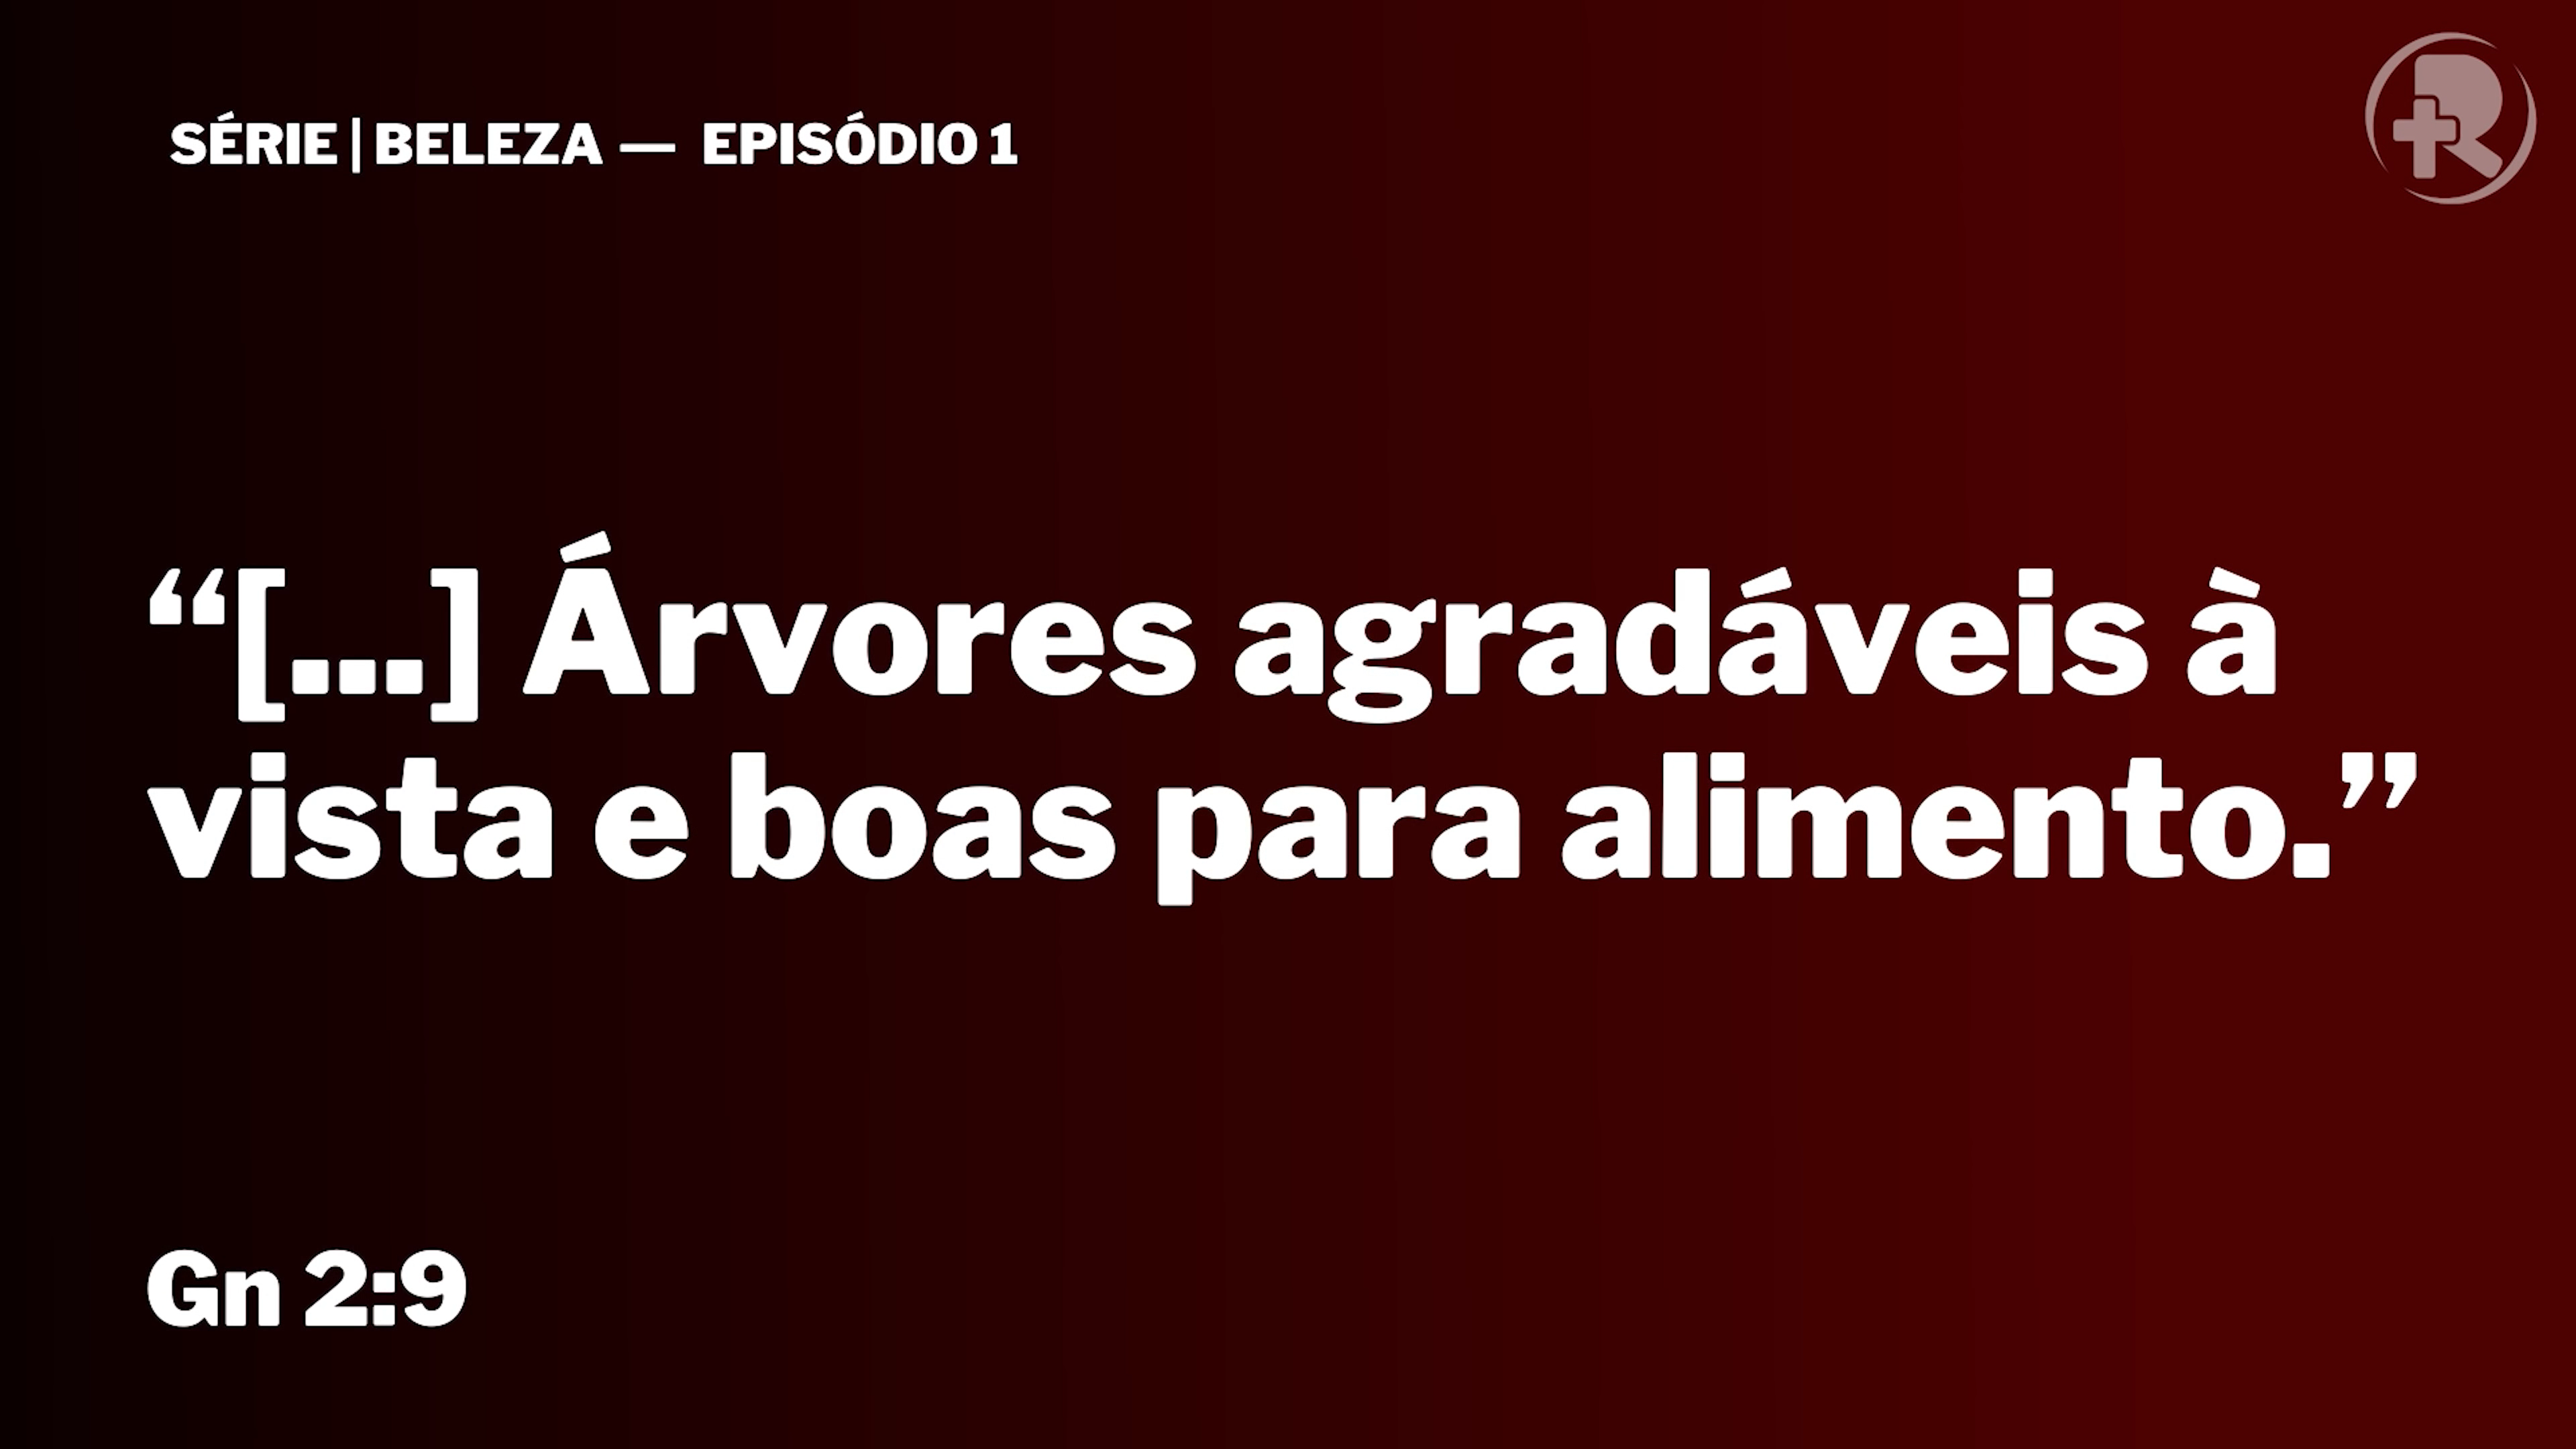 SÉRIE|BELEZA — EPISÓDIO 1
R
“[...] Árvores agradáveis à
vista e boas para alimento.”
Gn 2:9